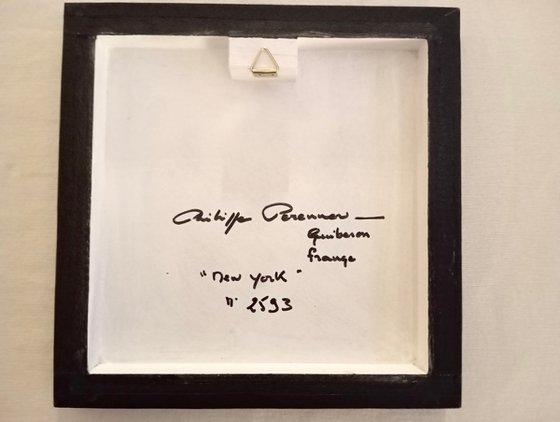 Philippe Perennou
Quiberon
france
"New York"
N° 2593